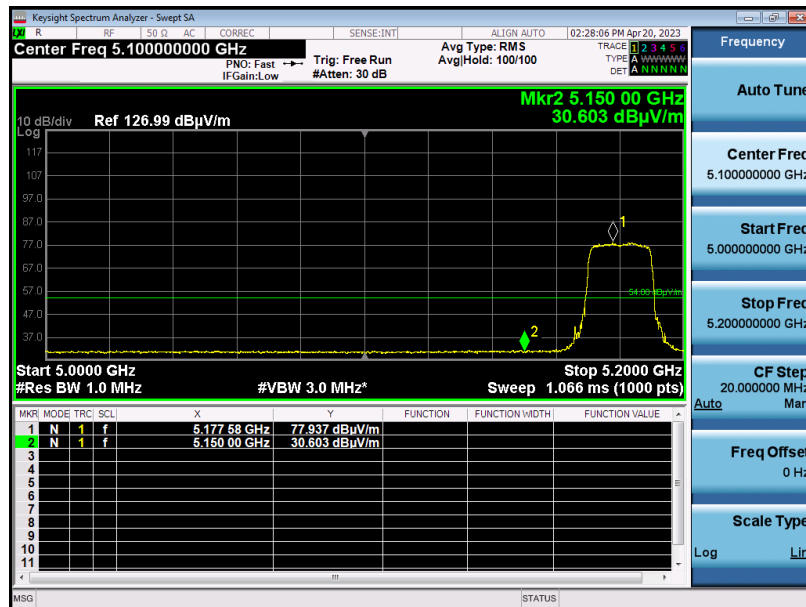 Keysight Spectrum Analyzer - Swept SA
LXI R RF 50 Ω AC CORREC SENSE:INT ALIGN AUTO 02:28:06 PM Apr 20, 2023
Center Freq 5.100000000 GHz
PNO: Fast
IFGain:Low
Trig: Free Run
#Atten: 30 dB
Avg Type: RMS
Avg|Hold: 100/100
TRACE 1 2 3 4 5 6
TYPE A WWWWW
DET A N N N N N
Mkr2 5.150 00 GHz
30.603 dBµV/m
10 dB/div Ref 126.99 dBµV/m
Log
117
107
97.0
87.0
77.0
67.0
57.0
47.0
37.0
1
54.00 dBµV/m
2
Start 5.0000 GHz Stop 5.2000 GHz
#Res BW 1.0 MHz #VBW 3.0 MHz* Sweep 1.066 ms (1000 pts)
MKR MODE TRC SCL X Y FUNCTION FUNCTION WIDTH FUNCTION VALUE
1 N 1 f 5.177 58 GHz 77.937 dBµV/m
2 N 1 f 5.150 00 GHz 30.603 dBµV/m
3
4
5
6
7
8
9
10
11
MSG STATUS
Frequency
Auto Tune
Center Freq
5.100000000 GHz
Start Freq
5.000000000 GHz
Stop Freq
5.200000000 GHz
CF Step
20.000000 MHz
Auto Man
Freq Offset
0 Hz
Scale Type
Log Lin